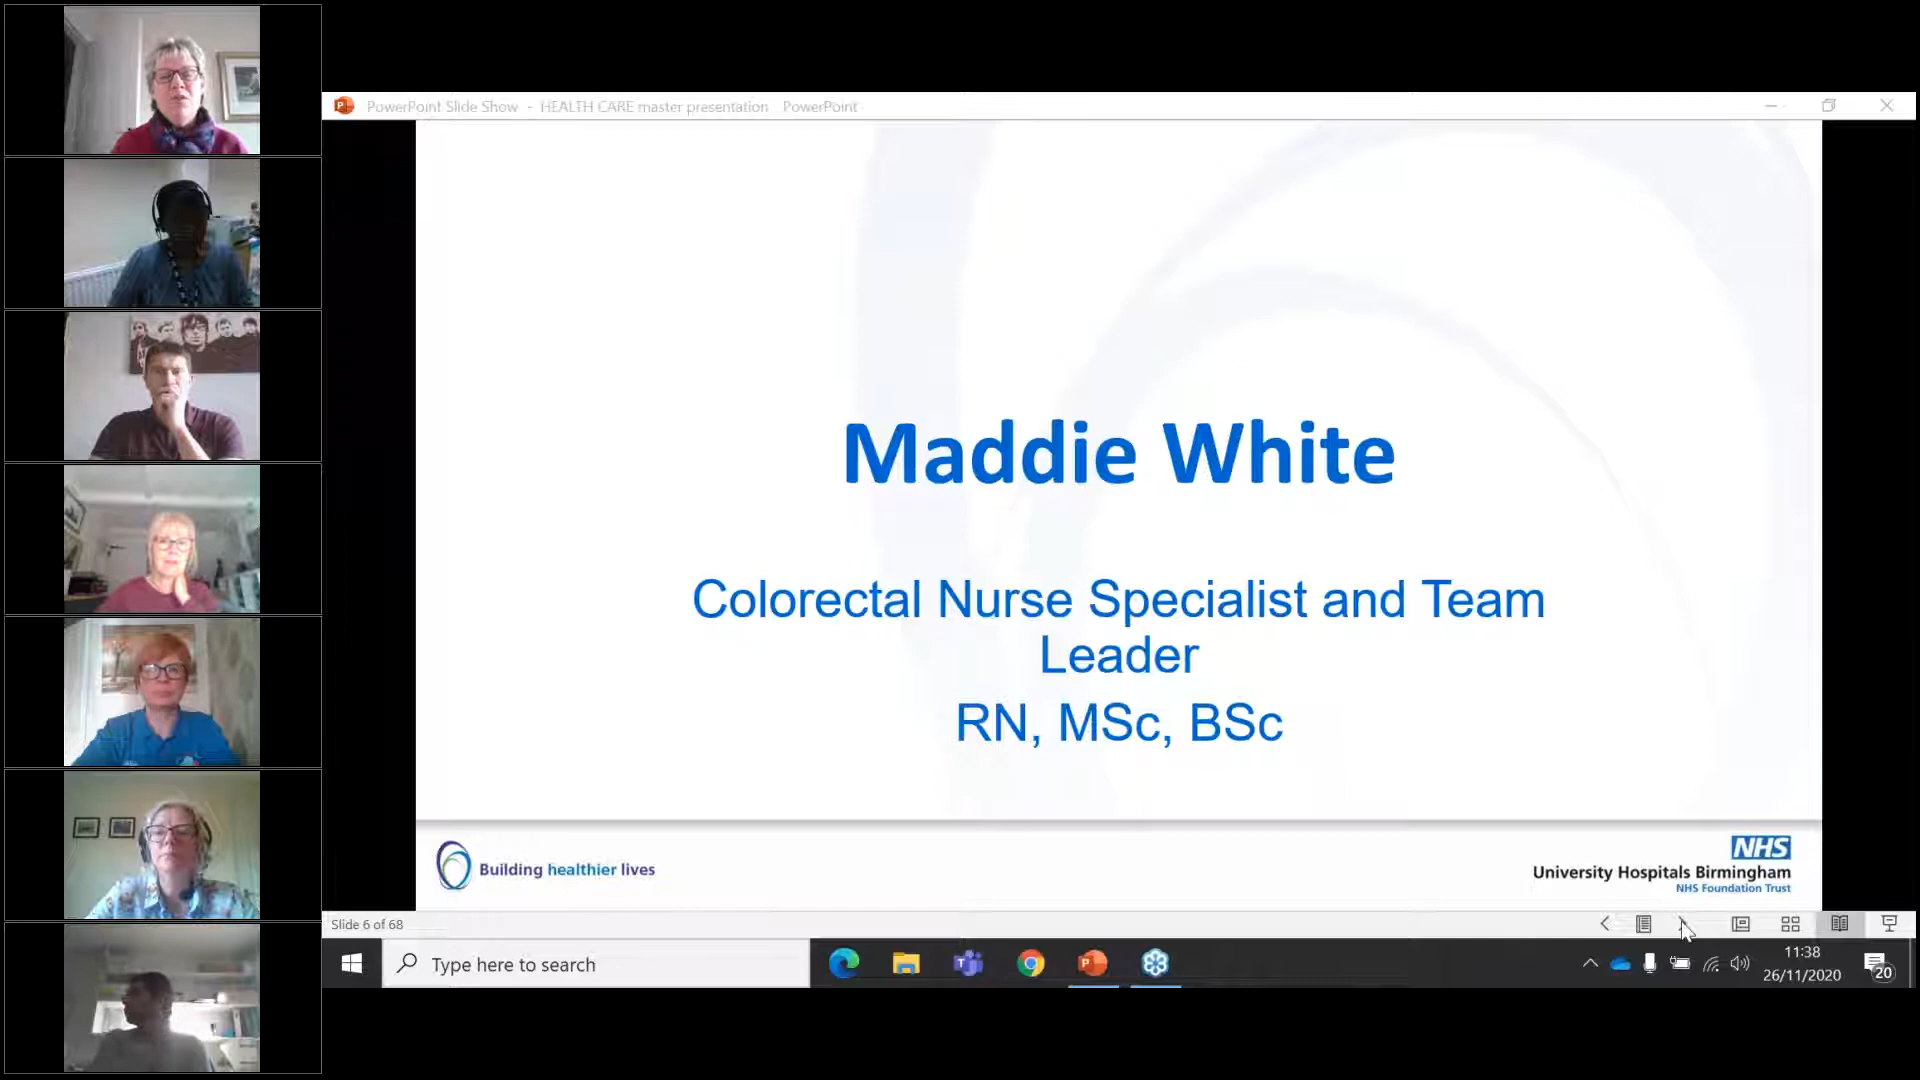 PowerPoint Slide Show - HEALTH CARE master presentation PowerPoint
Maddie White
Colorectal Nurse Specialist and Team
Leader
RN, MSc, BSc
Building healthier lives
NHS
University Hospitals Birmingham
NHS Foundation Trust
Slide 6 of 68
Type here to search
11:38
26/11/2020
20